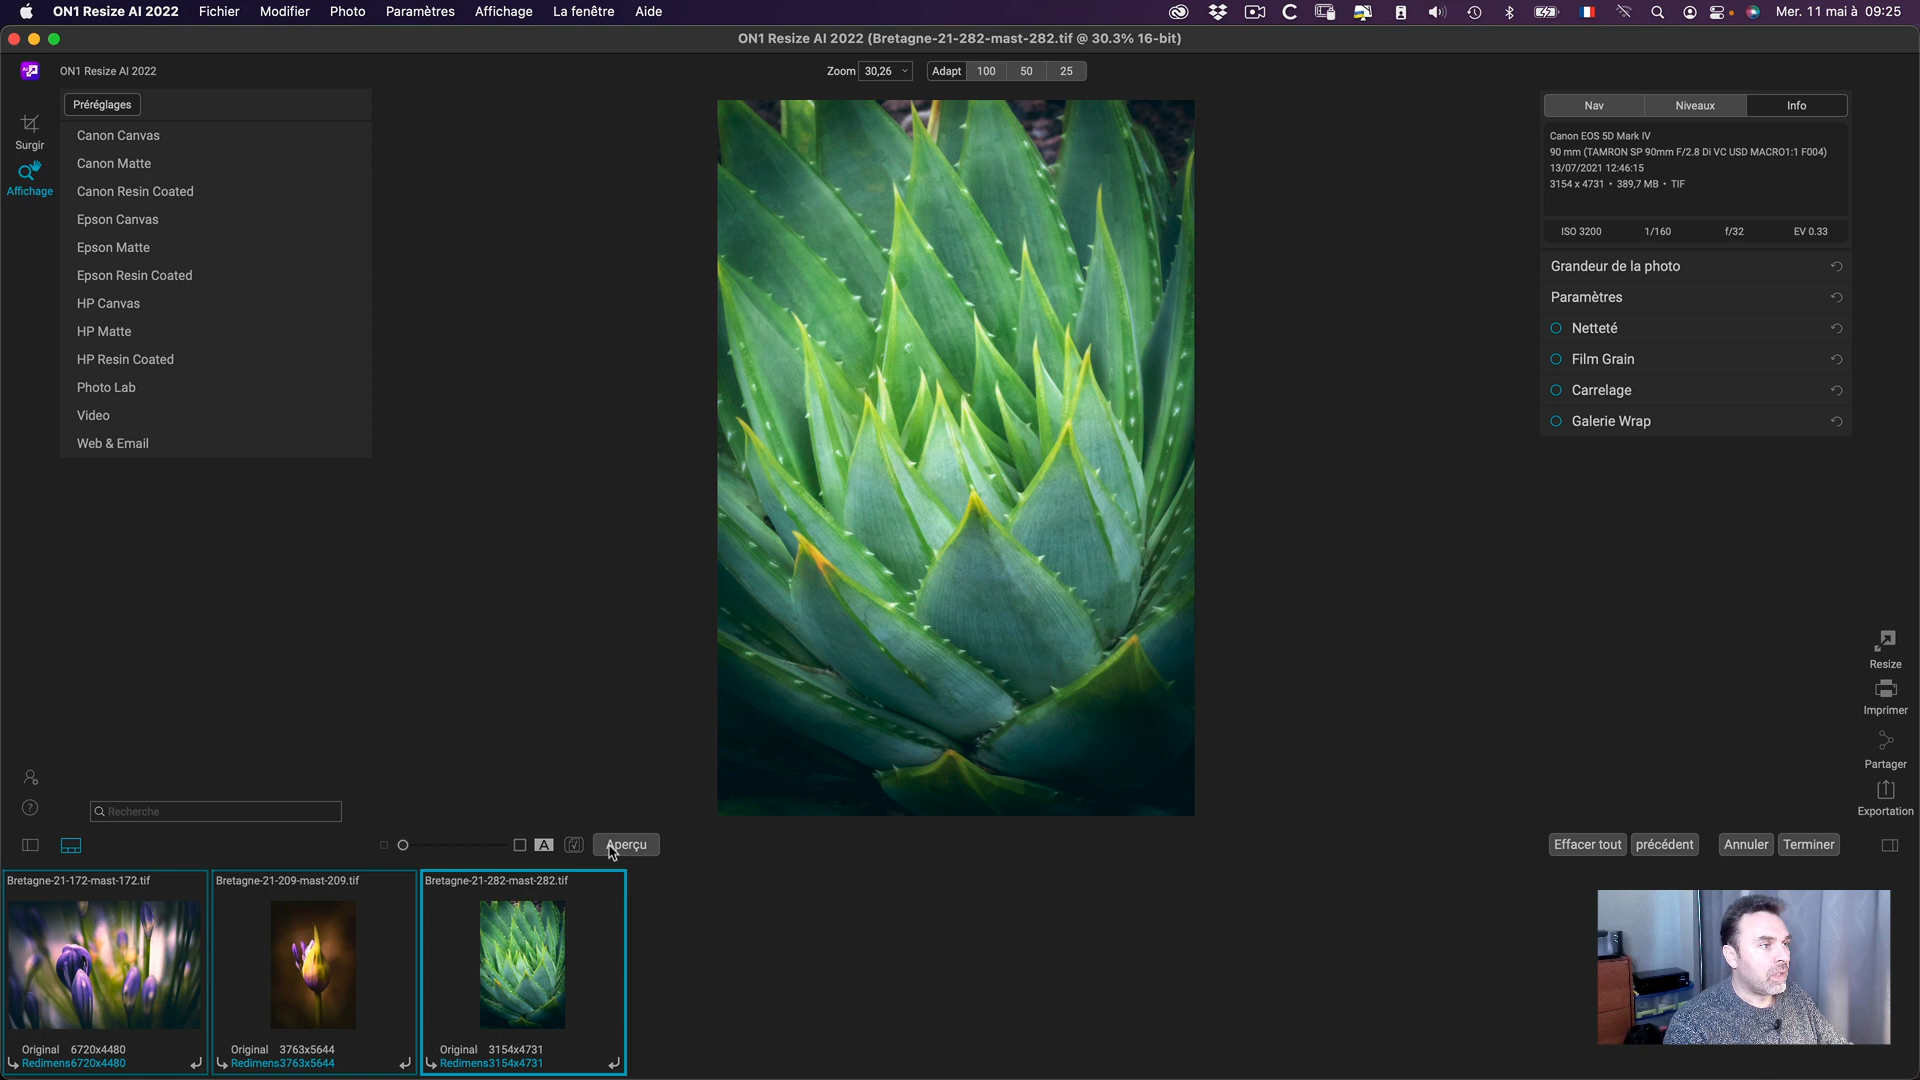 ON1 Resize AI 2022 Fichier Modifier Photo Paramètres Affichage La fenêtre Aide
Mer. 11 mai à 09:25
ON1 Resize AI 2022 (Bretagne-21-282-mast-282.tif @ 30.3% 16-bit)
ON1 Resize AI 2022
Zoom 30,26 Adapt 100 50 25
Préréglages
Canon Canvas
Canon Matte
Canon Resin Coated
Epson Canvas
Epson Matte
Epson Resin Coated
HP Canvas
HP Matte
HP Resin Coated
Photo Lab
Video
Web & Email
Surgir
Affichage
Nav Niveaux Info
Canon EOS 5D Mark IV
90 mm (TAMRON SP 90mm F/2.8 Di VC USD MACRO1:1 F004)
13/07/2021 12:46:15
3154 x 4731 • 389,7 MB • TIF
ISO 3200 1/160 f/32 EV 0.33
Grandeur de la photo
Paramètres
Netteté
Film Grain
Carrelage
Galerie Wrap
Resize
Imprimer
Partager
Exportation
Recherche
A Aperçu
Effacer tout précédent Annuler Terminer
Bretagne-21-172-mast-172.tif
Original 6720x4480
Redimens6720x4480
Bretagne-21-209-mast-209.tif
Original 3763x5644
Redimens3763x5644
Bretagne-21-282-mast-282.tif
Original 3154x4731
Redimens3154x4731